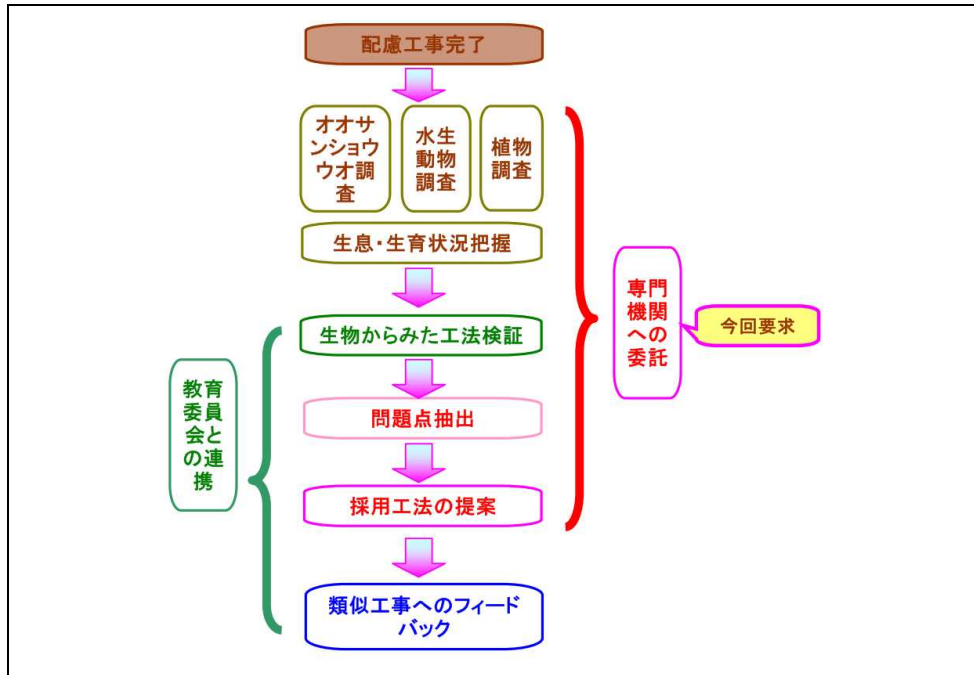 配慮工事完了
オオサ
ンショウ
ウオ調
査
水生
動物
調査
植物
調査
生息・生育状況把握
専門
機関
への
委託
今回要求
生物からみた工法検証
教育
委員
会と
の連
携
問題点抽出
採用工法の提案
類似工事へのフィード
バック